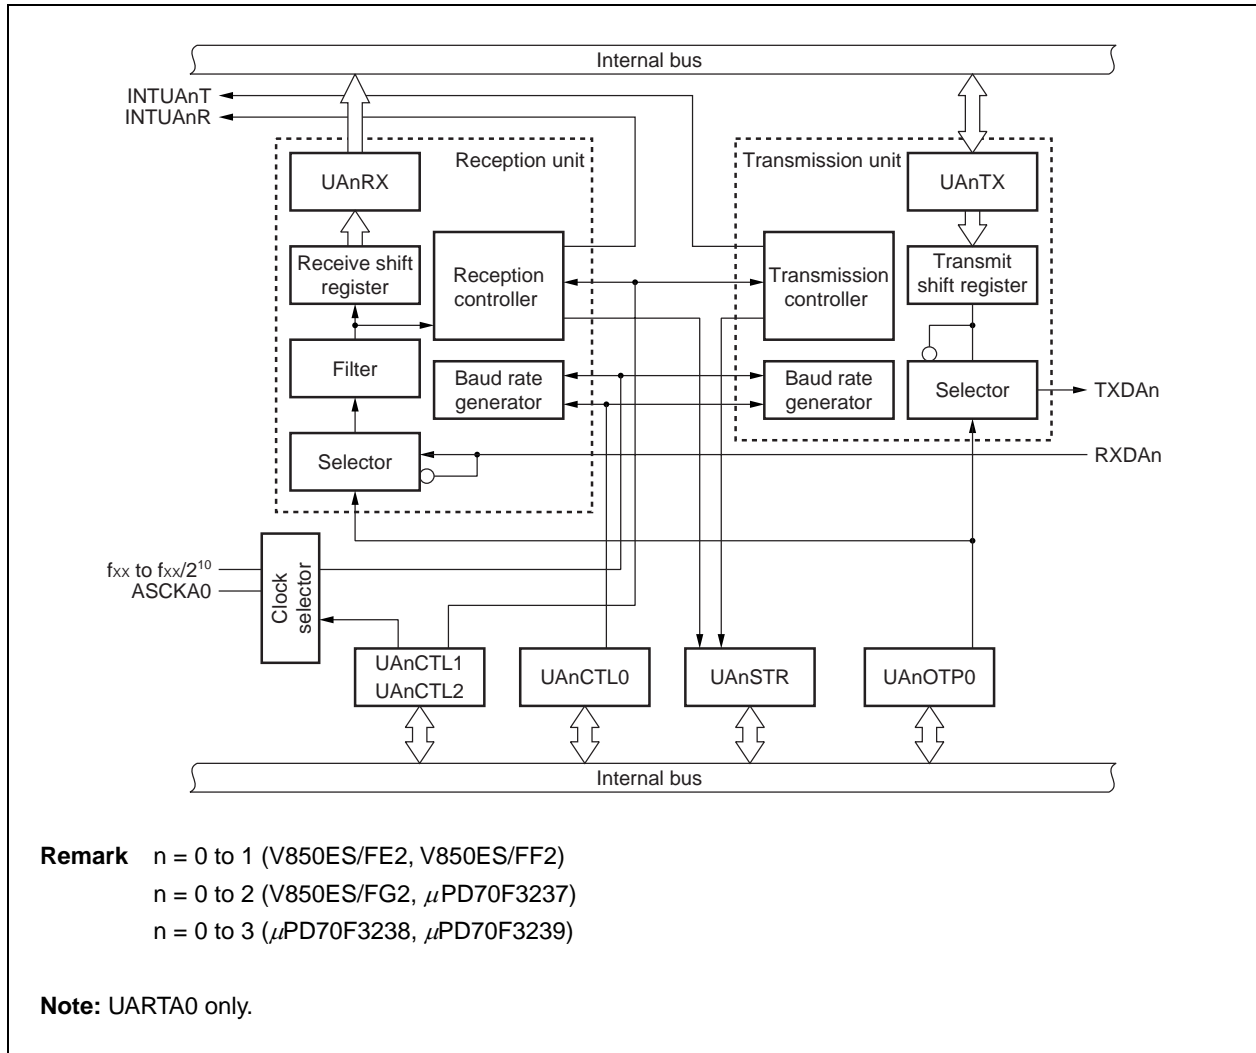 Internal bus
INTUAnT
INTUAnR
Reception unit
Transmission unit
UAnRX
UAnTX
Receive shift
register
Reception
controller
Transmission
controller
Transmit
shift register
Filter
Baud rate
generator
Baud rate
generator
Selector
TXDAn
Selector
RXDAn
fxx to fxx/2¹⁰
ASCKA0
Clock
selector
UAnCTL1
UAnCTL2
UAnCTL0
UAnSTR
UAnOTP0
Internal bus
Remark n = 0 to 1 (V850ES/FE2, V850ES/FF2)
n = 0 to 2 (V850ES/FG2, μPD70F3237)
n = 0 to 3 (μPD70F3238, μPD70F3239)
Note: UARTA0 only.